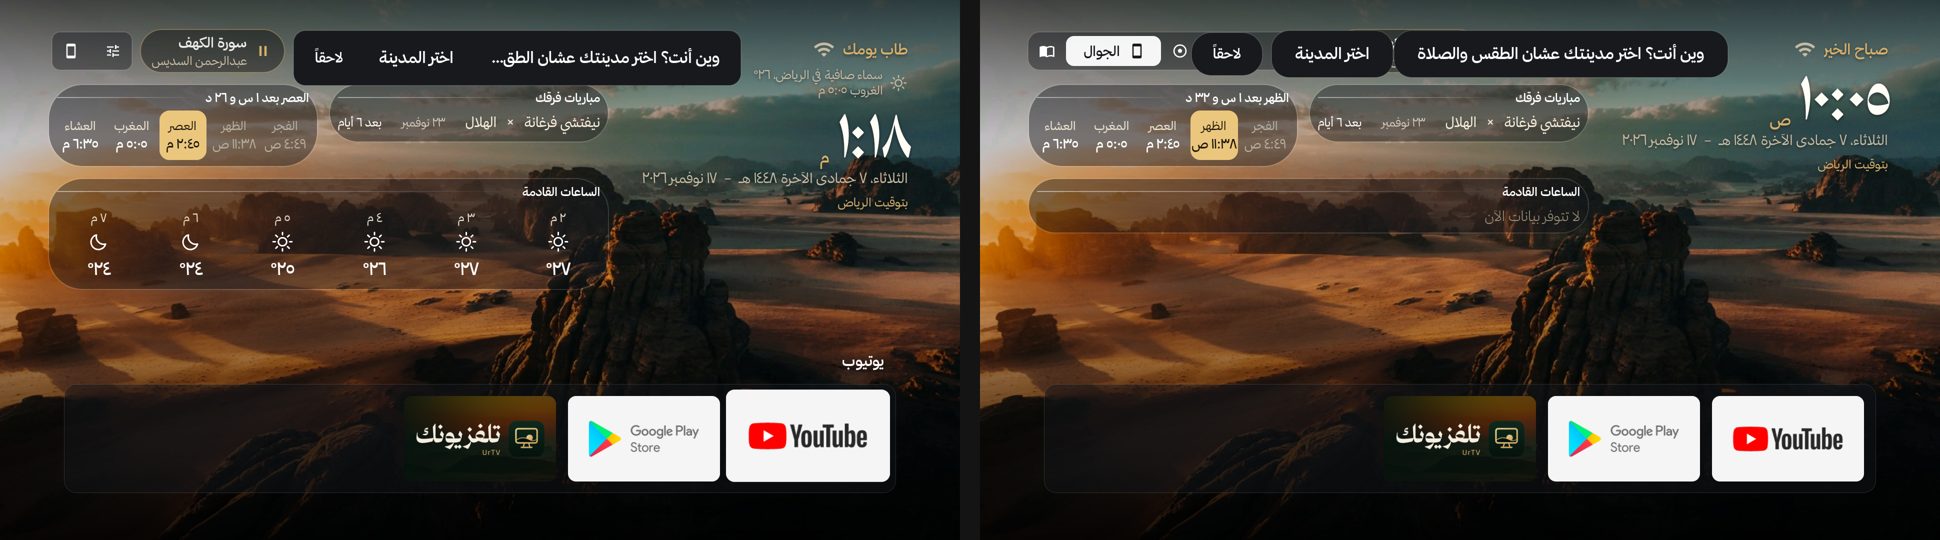 طاب يومك
سماء صافية في الرياض، ٢٦°
الغروب ٥:٠٥ م
١:١٨ م
الثلاثاء، ٧ جمادى الآخرة ١٤٤٨ هـ – ١٧ نوفمبر ٢٠٢٦
بتوقيت الرياض
وين أنت؟ اختر مدينتك عشان الطق...
اختر المدينة
لاحقاً
سورة الكهف
عبدالرحمن السديس
مباريات فرقك
نيفتشي فرغانة × الهلال ٢٣ نوفمبر بعد ٦ أيام
العصر بعد ١ س و ٢٦ د
الفجر الظهر العصر المغرب العشاء
٤:٤٩ ص ١١:٣٨ ص ٢:٤٥ م ٥:٠٥ م ٦:٣٥ م
الساعات القادمة
٢ م ٣ م ٤ م ٥ م ٦ م ٧ م
٢٧° ٢٧° ٢٦° ٢٥° ٢٤° ٢٤°
يوتيوب
YouTube
Google Play
Store
تلفزيونك
UrTV
صباح الخير
١٠:٠٥ ص
الثلاثاء، ٧ جمادى الآخرة ١٤٤٨ هـ – ١٧ نوفمبر ٢٠٢٦
بتوقيت الرياض
وين أنت؟ اختر مدينتك عشان الطقس والصلاة
اختر المدينة
لاحقاً
الجوال
مباريات فرقك
نيفتشي فرغانة × الهلال ٢٣ نوفمبر بعد ٦ أيام
الظهر بعد ١ س و ٣٢ د
الفجر الظهر العصر المغرب العشاء
٤:٤٩ ص ١١:٣٨ ص ٢:٤٥ م ٥:٠٥ م ٦:٣٥ م
الساعات القادمة
لا تتوفر بيانات الآن
YouTube
Google Play
Store
تلفزيونك
UrTV